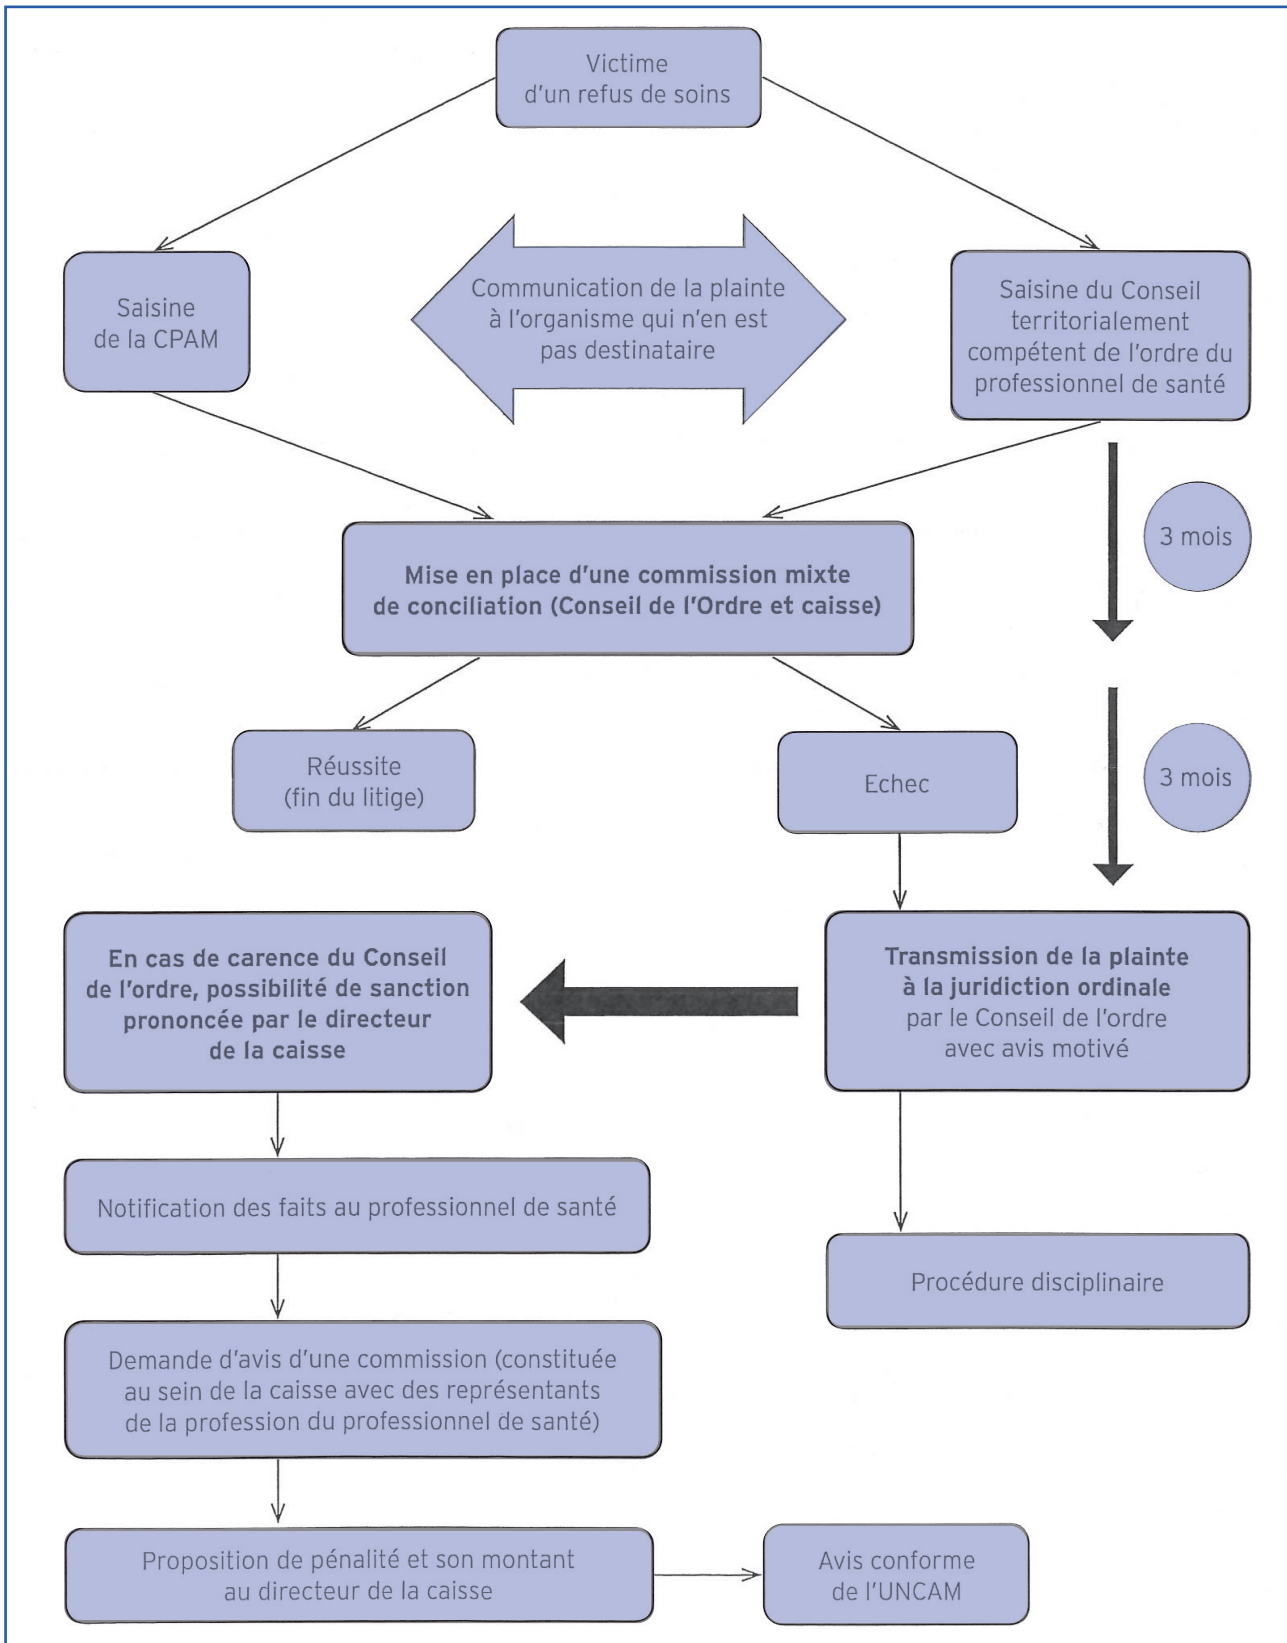 Victime
d'un refus de soins
Saisine
de la CPAM
Communication de la plainte
à l'organisme qui n'en est
pas destinataire
Saisine du Conseil
territorialement
compétent de l'ordre du
professionnel de santé
3 mois
Mise en place d'une commission mixte
de conciliation (Conseil de l'Ordre et caisse)
Réussite
(fin du litige)
Echec
3 mois
En cas de carence du Conseil
de l'ordre, possibilité de sanction
prononcée par le directeur
de la caisse
Transmission de la plainte
à la juridiction ordinale
par le Conseil de l'ordre
avec avis motivé
Notification des faits au professionnel de santé
Procédure disciplinaire
Demande d'avis d'une commission (constituée
au sein de la caisse avec des représentants
de la profession du professionnel de santé)
Proposition de pénalité et son montant
au directeur de la caisse
Avis conforme
de l'UNCAM